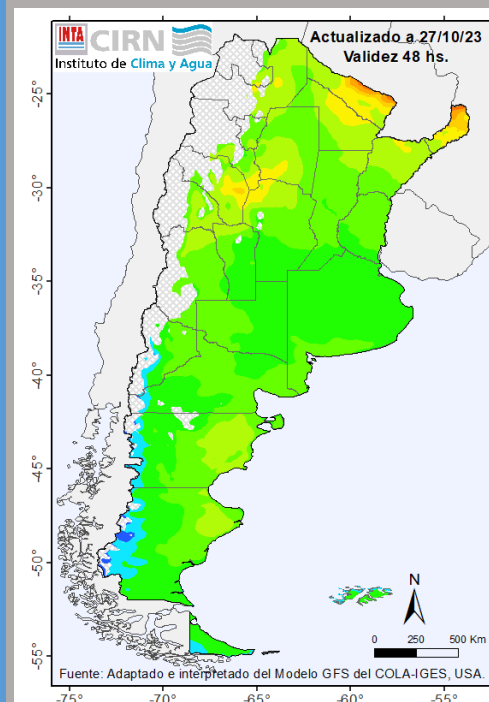 INTA CIRN
Instituto de Clima y Agua
Actualizado a 27/10/23
Validez 48 hs.
-25°
-30°
-35°
-40°
-45°
-50°
-55°
N
0 250 500 Km
Fuente: Adaptado e interpretado del Modelo GFS del COLA-IGES, USA.
-75° -70° -65° -60° -55°